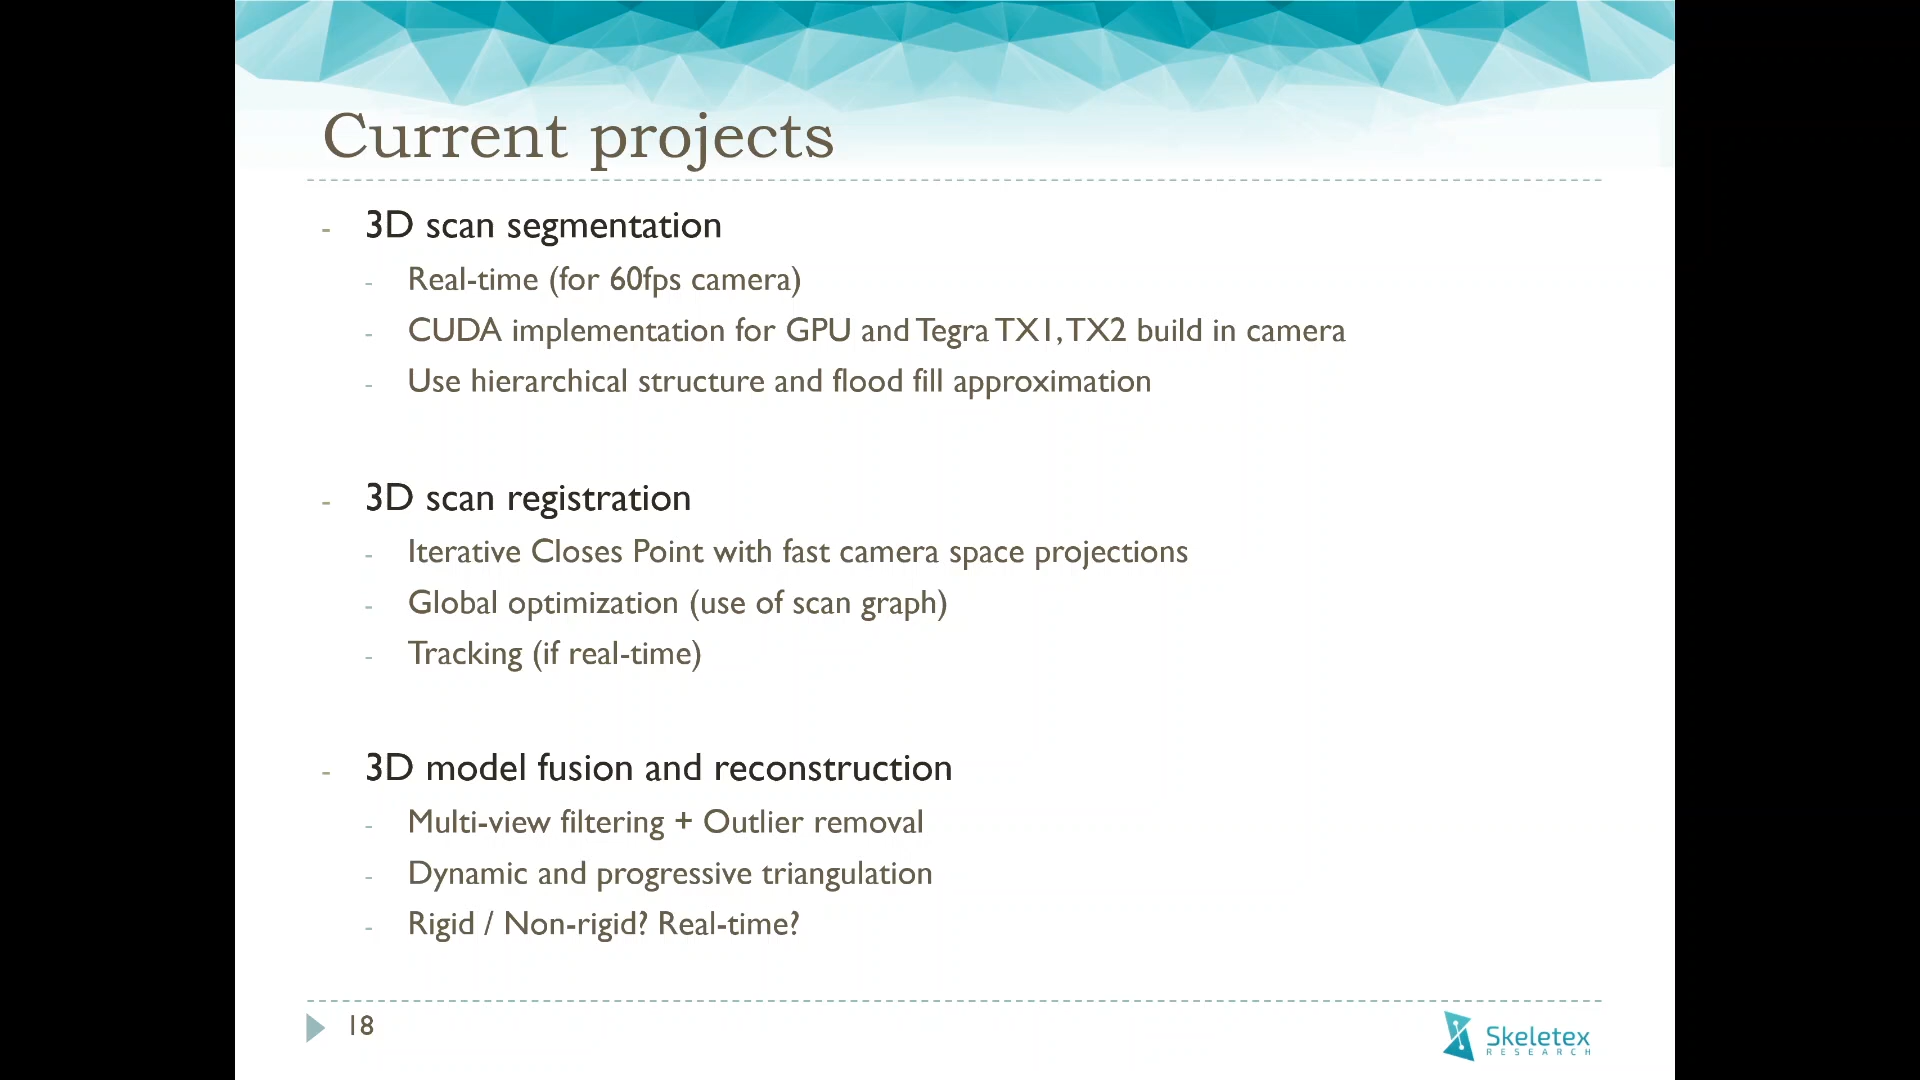 Current projects
- 3D scan segmentation
- Real-time (for 60fps camera)
- CUDA implementation for GPU and Tegra TX1, TX2 build in camera
- Use hierarchical structure and flood fill approximation
- 3D scan registration
- Iterative Closes Point with fast camera space projections
- Global optimization (use of scan graph)
- Tracking (if real-time)
- 3D model fusion and reconstruction
- Multi-view filtering + Outlier removal
- Dynamic and progressive triangulation
- Rigid / Non-rigid? Real-time?
18
Skeletex
RESEARCH